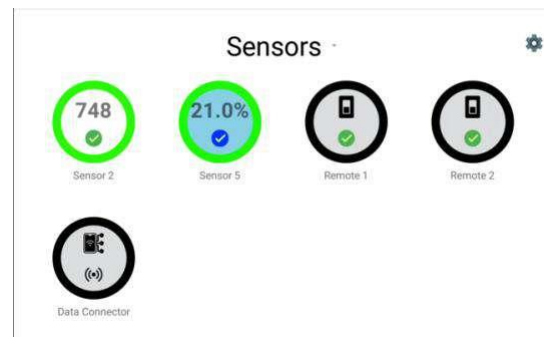 Sensors
748
21.0%
Sensor 2
Sensor 5
Remote 1
Remote 2
Data Connector